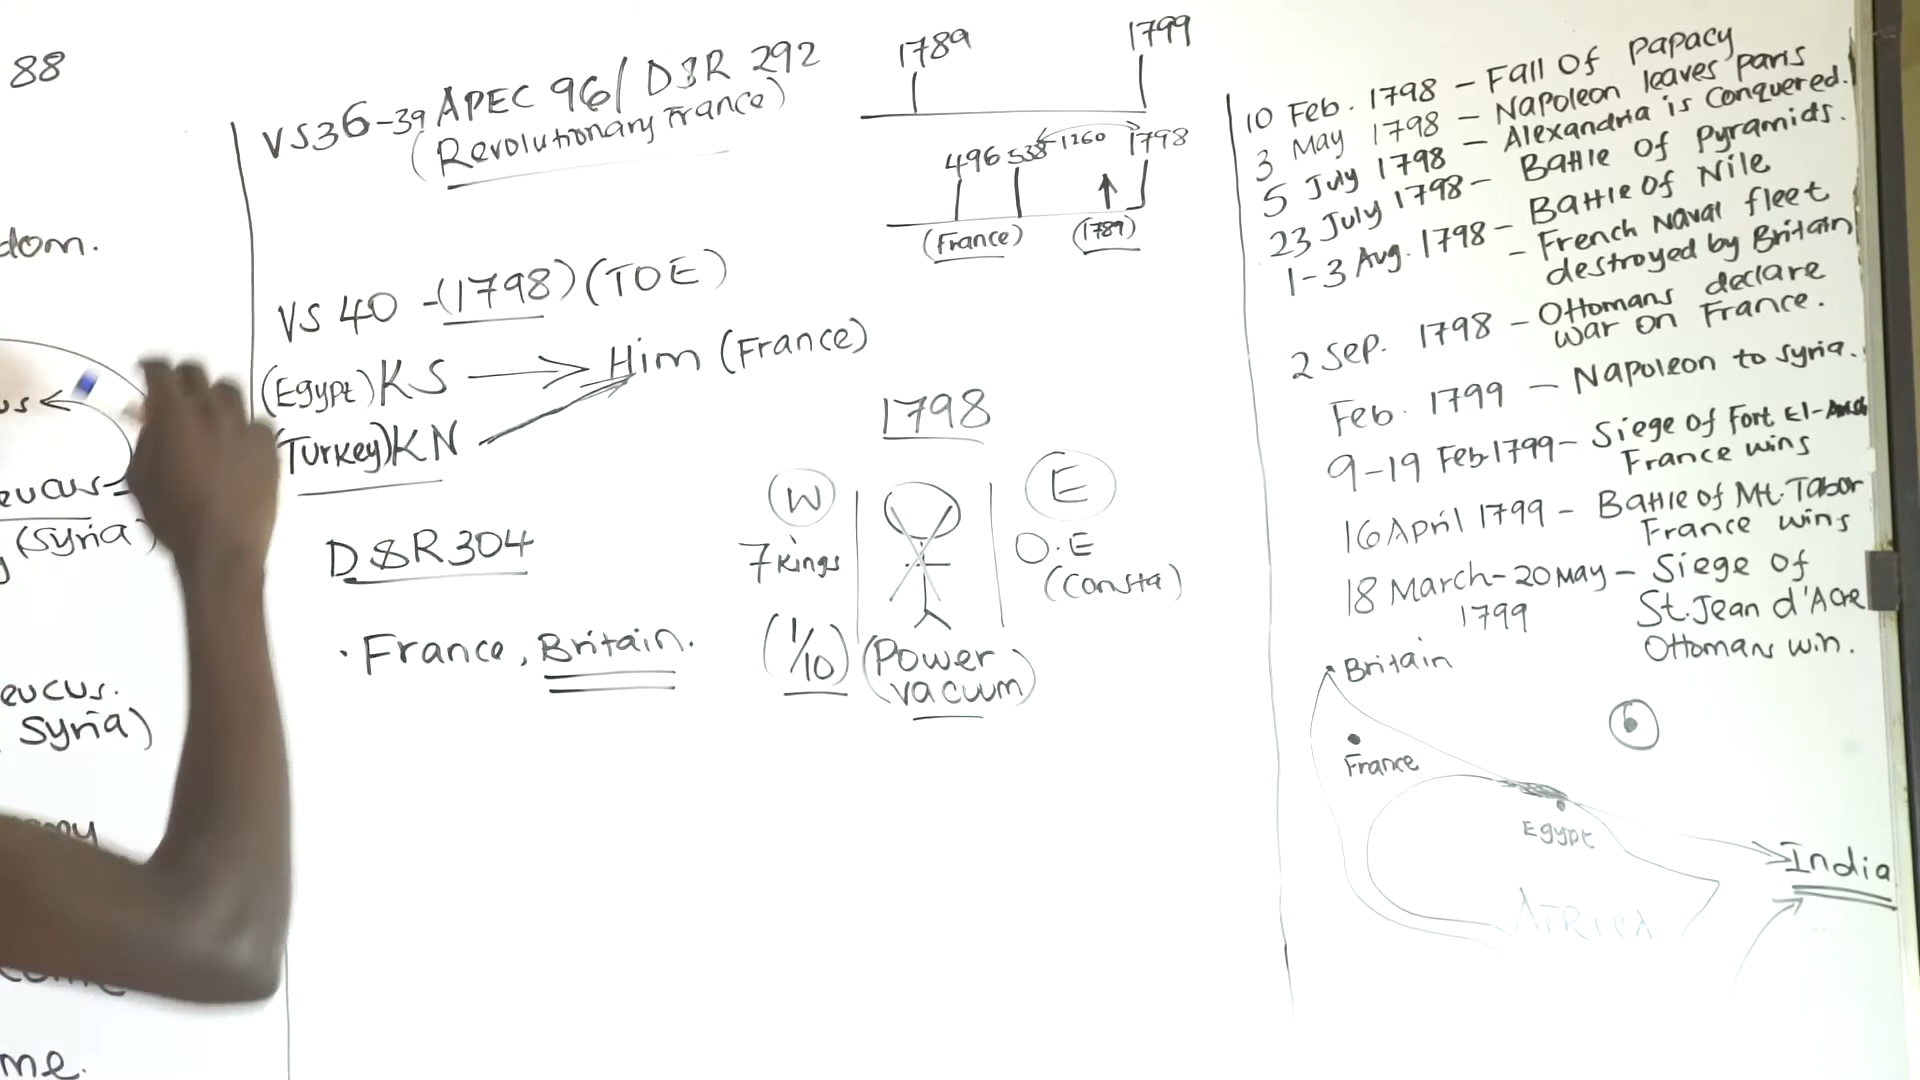 88
dom.
us
eucus
(Syria)
eucus.
Syria)
me.
VS36-39 APEC 96/ D&R 292
(Revolutionary France)
VS 40 -(1798)(TOE)
(Egypt)KS → Him (France)
(Turkey)KN
D&R304
· France, Britain.
1789 1799
496 538 1260 1798
(France) (1789)
1798
W E
7 kings O.E
(Consta)
(1/10) (Power
vacuum)
10 Feb. 1798 - Fall Of Papacy
3 May 1798 - Napoleon leaves Paris
5 July 1798 - Alexandria is Conquered.
23 July 1798 - Battle of Pyramids.
1-3 Aug. 1798 - Battle Of Nile
- French Naval fleet
destroyed by Britain
2 Sep. 1798 - Ottomans declare
war on France.
Feb. 1799 - Napoleon to Syria.
9-19 Feb 1799 - Siege of Fort El-Arish
France wins
16 April 1799 - Battle of Mt. Tabor
France wins
18 March-20 May - Siege Of
1799 St. Jean d'Acre
Ottomans win.
Britain
6
France
Egypt
India
AFRICA